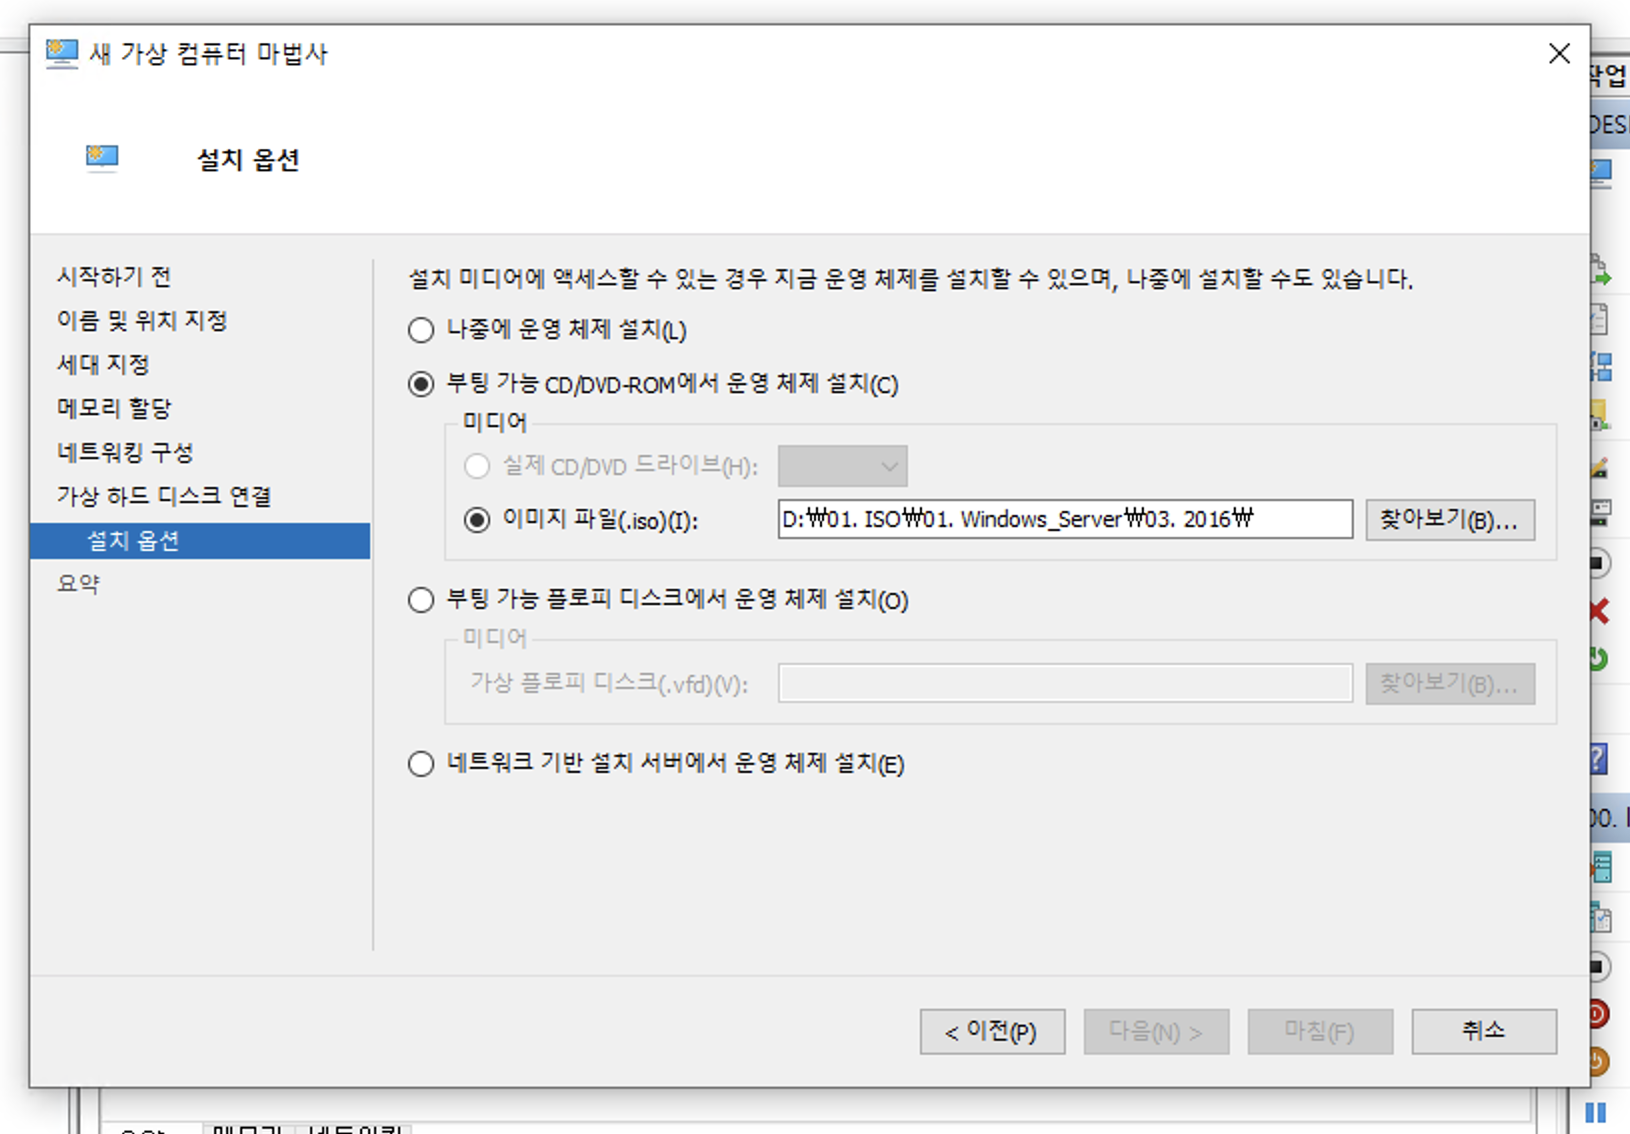 새 가상 컴퓨터 마법사
설치 옵션
시작하기 전
이름 및 위치 지정
세대 지정
메모리 할당
네트워킹 구성
가상 하드 디스크 연결
설치 옵션
요약
설치 미디어에 액세스할 수 있는 경우 지금 운영 체제를 설치할 수 있으며, 나중에 설치할 수도 있습니다.
나중에 운영 체제 설치(L)
부팅 가능 CD/DVD-ROM에서 운영 체제 설치(C)
미디어
실제 CD/DVD 드라이브(H):
이미지 파일(.iso)(I): D:₩01. ISO₩01. Windows_Server₩03. 2016₩ 찾아보기(B)...
부팅 가능 플로피 디스크에서 운영 체제 설치(O)
미디어
가상 플로피 디스크(.vfd)(V): 찾아보기(B)...
네트워크 기반 설치 서버에서 운영 체제 설치(E)
< 이전(P) 다음(N) > 마침(F) 취소
작업
DES
00.